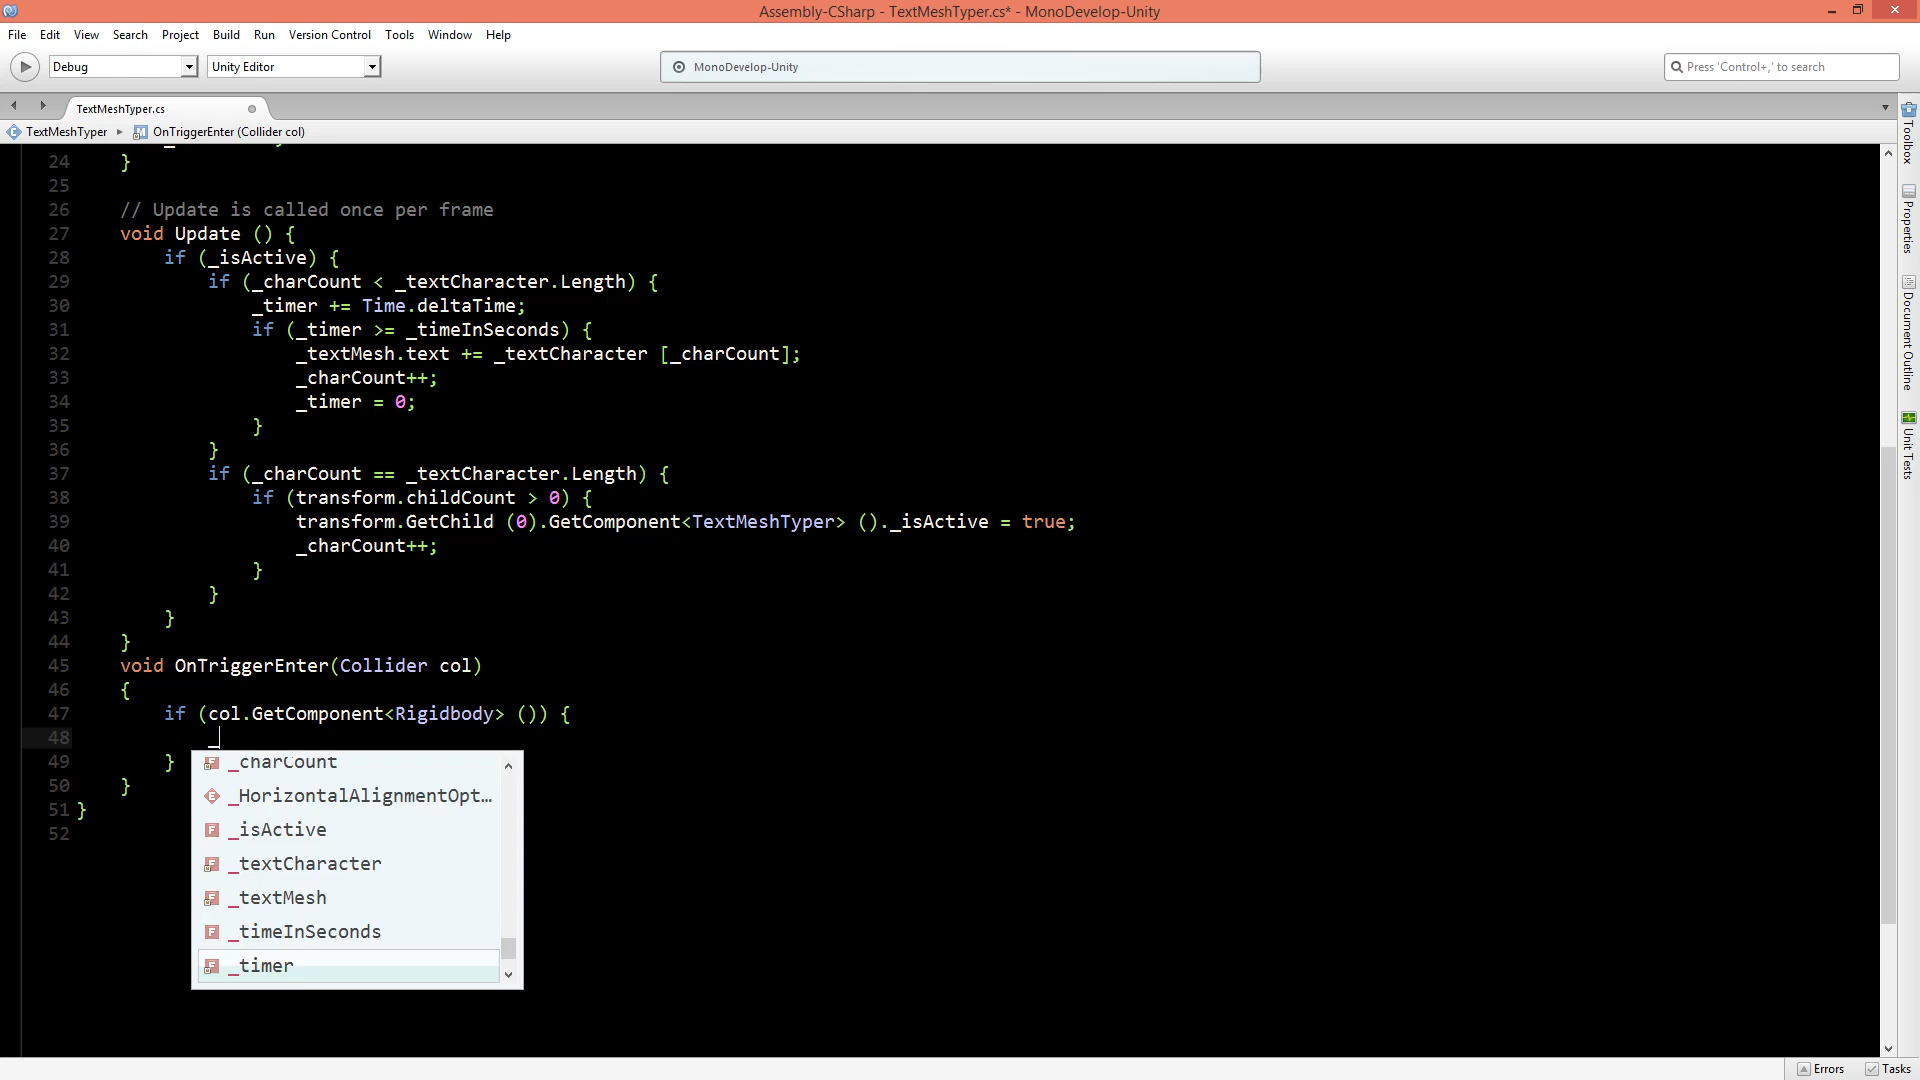 Assembly-CSharp - TextMeshTyper.cs* - MonoDevelop-Unity
File Edit View Search Project Build Run Version Control Tools Window Help
Debug Unity Editor MonoDevelop-Unity Press 'Control+,' to search
TextMeshTyper.cs
TextMeshTyper ▸ OnTriggerEnter (Collider col)
24 }
25
26 // Update is called once per frame
27 void Update () {
28 if (_isActive) {
29 if (_charCount < _textCharacter.Length) {
30 _timer += Time.deltaTime;
31 if (_timer >= _timeInSeconds) {
32 _textMesh.text += _textCharacter [_charCount];
33 _charCount++;
34 _timer = 0;
35 }
36 }
37 if (_charCount == _textCharacter.Length) {
38 if (transform.childCount > 0) {
39 transform.GetChild (0).GetComponent<TextMeshTyper> ()._isActive = true;
40 _charCount++;
41 }
42 }
43 }
44 }
45 void OnTriggerEnter(Collider col)
46 {
47 if (col.GetComponent<Rigidbody> ()) {
48 _
49 }
50 }
51 }
52
_charCount
_HorizontalAlignmentOpt...
_isActive
_textCharacter
_textMesh
_timeInSeconds
_timer
Toolbox
Properties
Document Outline
Unit Tests
Errors Tasks